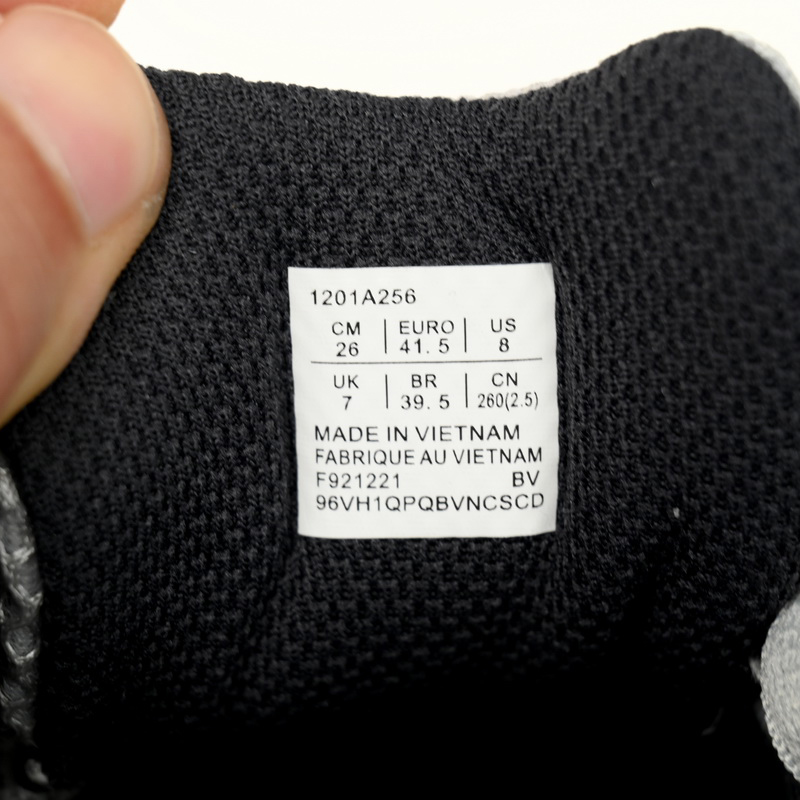 1201A256
CM | EURO | US
26 | 41. 5 | 8
UK | BR | CN
7 | 39. 5 | 260(2.5)
MADE IN VIETNAM
FABRIQUE AU VIETNAM
F921221 BV
96VH1QPQBVNCSCD